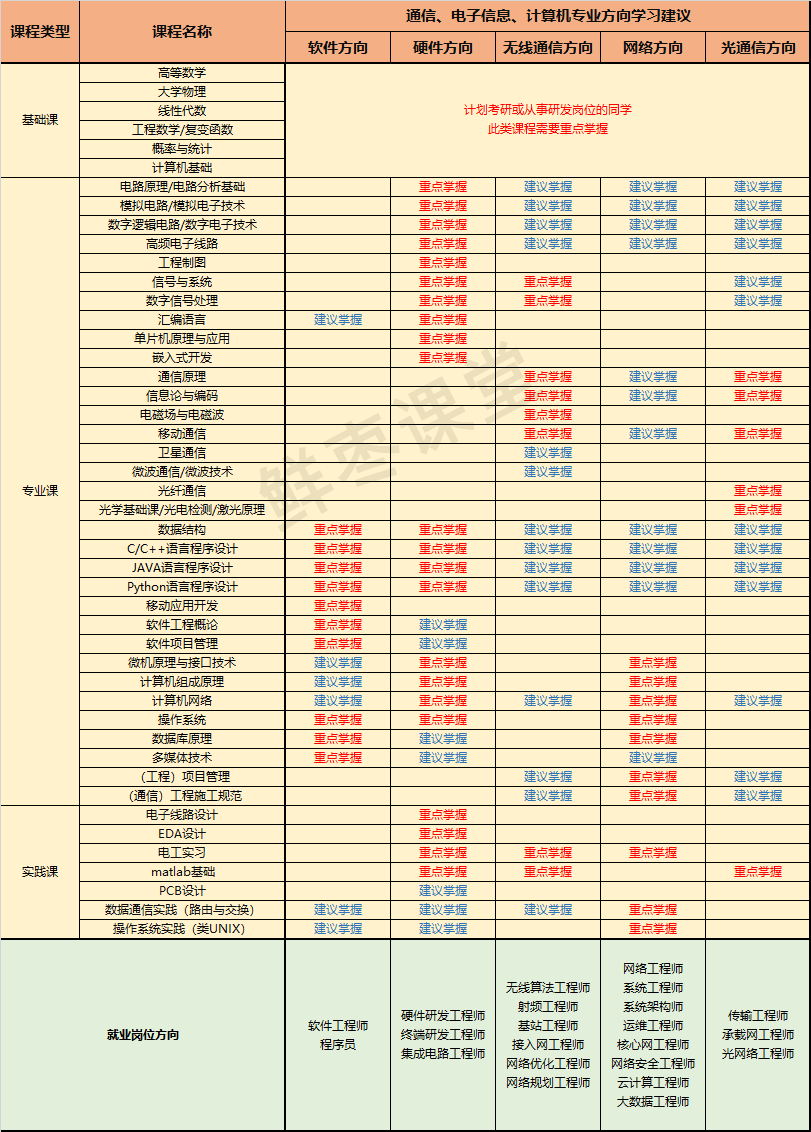 课程类型 课程名称 通信、电子信息、计算机专业方向学习建议
软件方向 硬件方向 无线通信方向 网络方向 光通信方向
基础课
高等数学
大学物理
线性代数
工程数学/复变函数
概率与统计
计算机基础
计划考研或从事研发岗位的同学
此类课程需要重点掌握
专业课
电路原理/电路分析基础 重点掌握 建议掌握 建议掌握 建议掌握
模拟电路/模拟电子技术 重点掌握 建议掌握 建议掌握 建议掌握
数字逻辑电路/数字电子技术 重点掌握 建议掌握 建议掌握 建议掌握
高频电子线路 重点掌握 建议掌握 建议掌握 建议掌握
工程制图 重点掌握
信号与系统 重点掌握 重点掌握 建议掌握
数字信号处理 重点掌握 重点掌握 建议掌握
汇编语言 建议掌握 重点掌握
单片机原理与应用 重点掌握
嵌入式开发 重点掌握
通信原理 重点掌握 建议掌握 重点掌握
信息论与编码 重点掌握 建议掌握 重点掌握
电磁场与电磁波 重点掌握
移动通信 重点掌握 建议掌握 重点掌握
卫星通信 建议掌握
微波通信/微波技术 建议掌握
光纤通信 重点掌握
光学基础课/光电检测/激光原理 重点掌握
数据结构 重点掌握 重点掌握 建议掌握 建议掌握 建议掌握
C/C++语言程序设计 重点掌握 重点掌握 建议掌握 建议掌握 建议掌握
JAVA语言程序设计 重点掌握 重点掌握 建议掌握 建议掌握 建议掌握
Python语言程序设计 重点掌握 重点掌握 建议掌握 建议掌握 建议掌握
移动应用开发 重点掌握
软件工程概论 重点掌握 建议掌握
软件项目管理 重点掌握 建议掌握
微机原理与接口技术 建议掌握 重点掌握 重点掌握
计算机组成原理 建议掌握 重点掌握 重点掌握
计算机网络 建议掌握 重点掌握 建议掌握 重点掌握 建议掌握
操作系统 重点掌握 重点掌握 重点掌握
数据库原理 重点掌握 建议掌握 重点掌握
多媒体技术 重点掌握 建议掌握 建议掌握
（工程）项目管理 建议掌握 重点掌握 建议掌握
（通信）工程施工规范 建议掌握 重点掌握 建议掌握
实践课
电子线路设计 重点掌握
EDA设计 重点掌握
电工实习 重点掌握 重点掌握 重点掌握
matlab基础 重点掌握 重点掌握 重点掌握
PCB设计 建议掌握
数据通信实践（路由与交换） 建议掌握 建议掌握 建议掌握 重点掌握
操作系统实践（类UNIX） 建议掌握 建议掌握 重点掌握
就业岗位方向
软件工程师
程序员
硬件研发工程师
终端研发工程师
集成电路工程师
无线算法工程师
射频工程师
基站工程师
接入网工程师
网络优化工程师
网络规划工程师
网络工程师
系统工程师
系统架构师
运维工程师
核心网工程师
网络安全工程师
云计算工程师
大数据工程师
传输工程师
承载网工程师
光网络工程师
鲜枣课堂